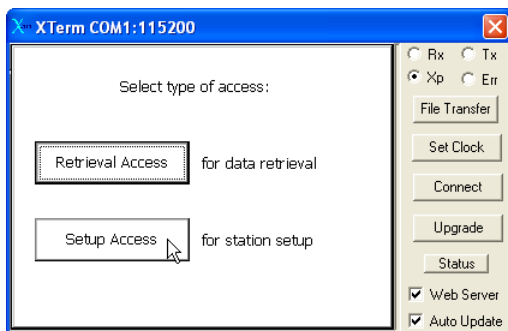 XTerm COM1:115200
Select type of access:
Retrieval Access for data retrieval
Setup Access for station setup
Rx Tx
Xp Err
File Transfer
Set Clock
Connect
Upgrade
Status
Web Server
Auto Update